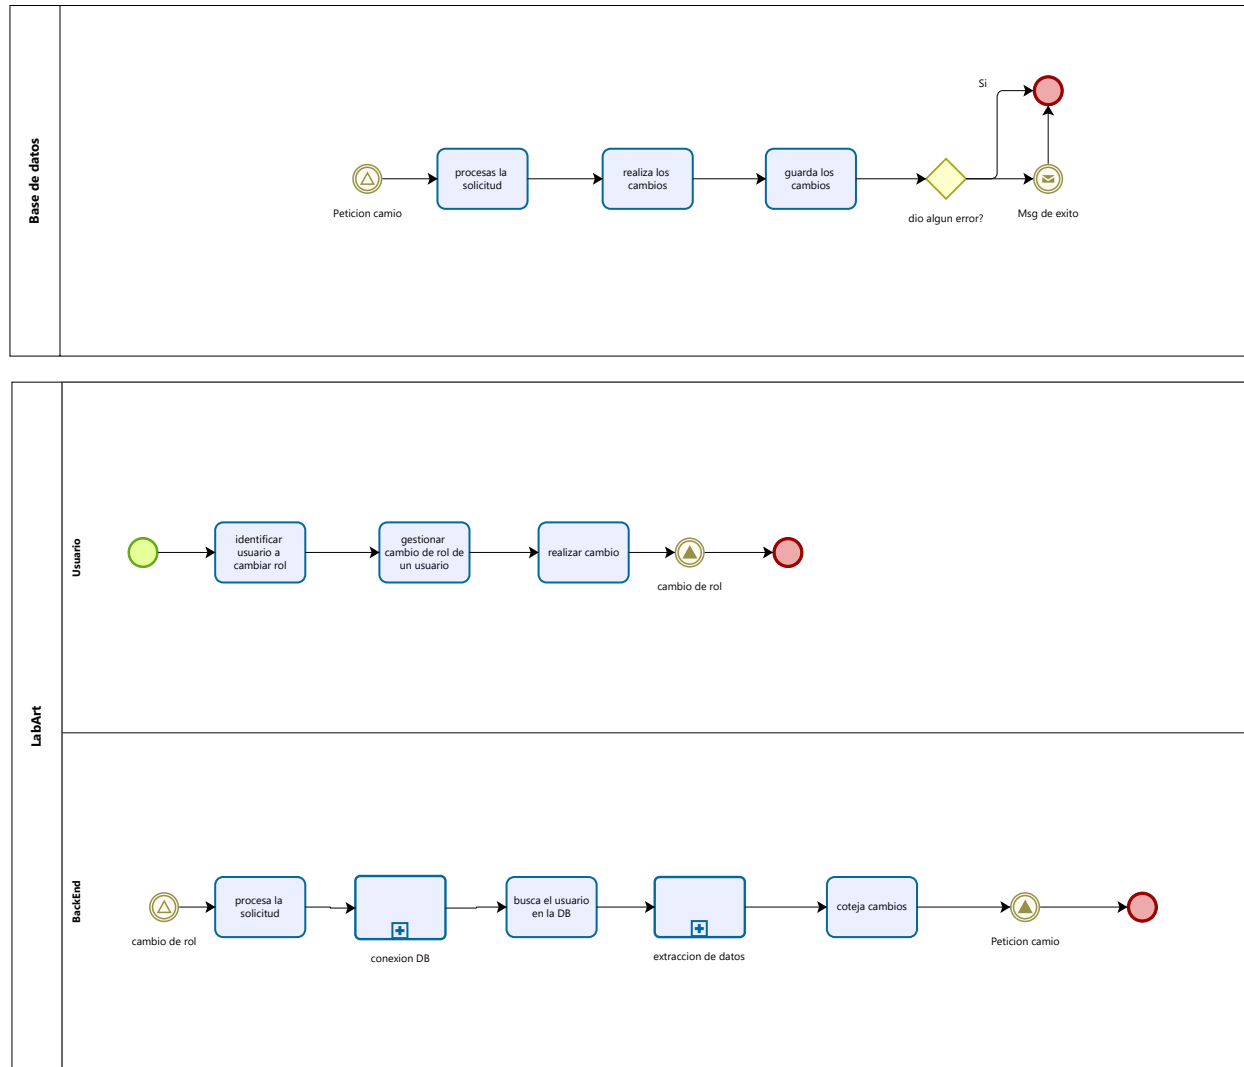 Base de datos
Si
procesas la
solicitud
realiza los
cambios
guarda los
cambios
Peticion camio
dio algun error?
Msg de exito
LabArt
Usuario
identificar
usuario a
cambiar rol
gestionar
cambio de rol de
un usuario
realizar cambio
cambio de rol
BackEnd
procesa la
solicitud
busca el usuario
en la DB
coteja cambios
cambio de rol
conexion DB
extraccion de datos
Peticion camio